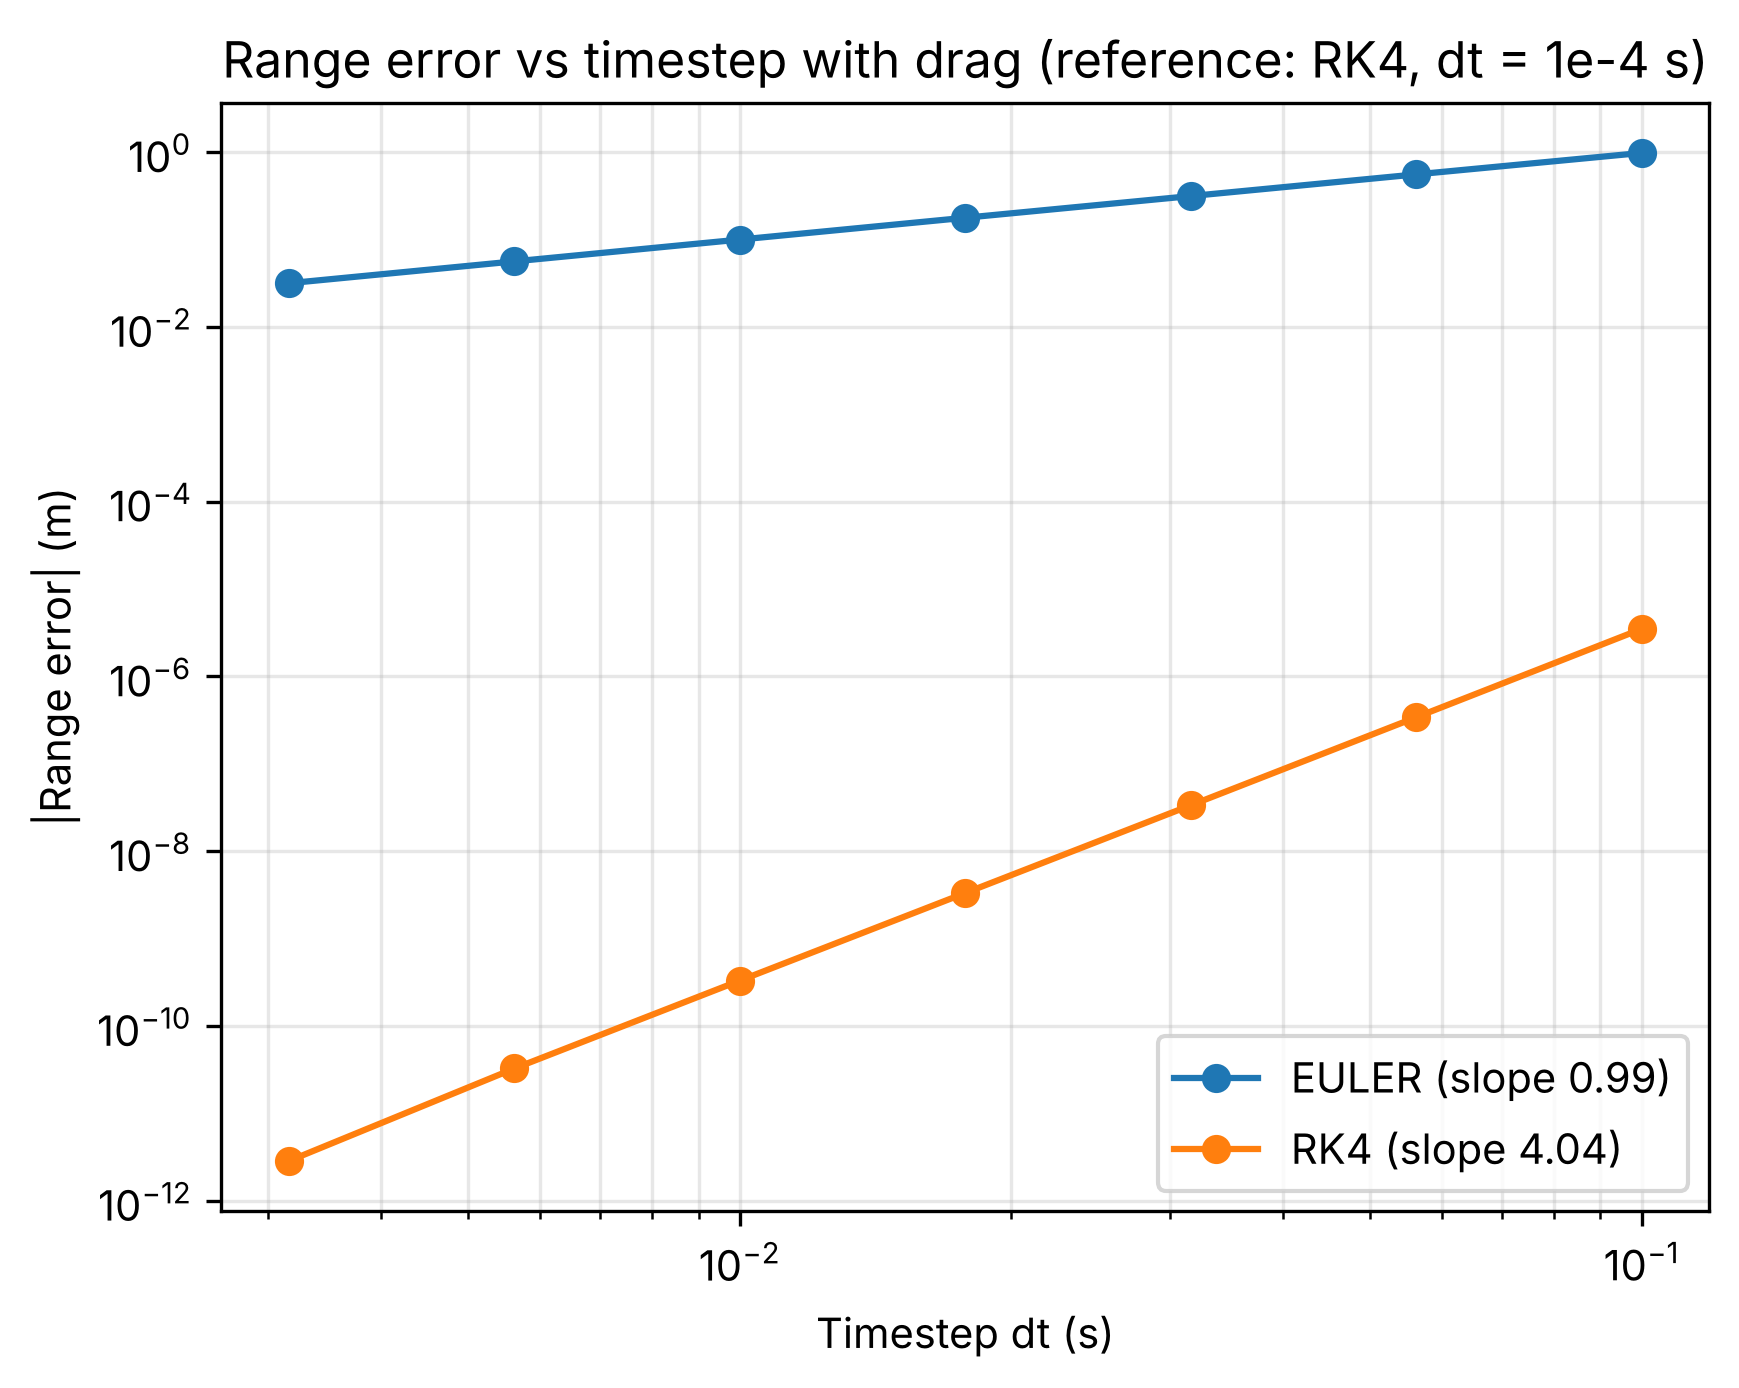 Range error vs timestep with drag (reference: RK4, dt = 1e-4 s)
|Range error| (m)
10⁰
10⁻²
10⁻⁴
10⁻⁶
10⁻⁸
10⁻¹⁰
10⁻¹²
EULER (slope 0.99)
RK4 (slope 4.04)
10⁻² 10⁻¹
Timestep dt (s)